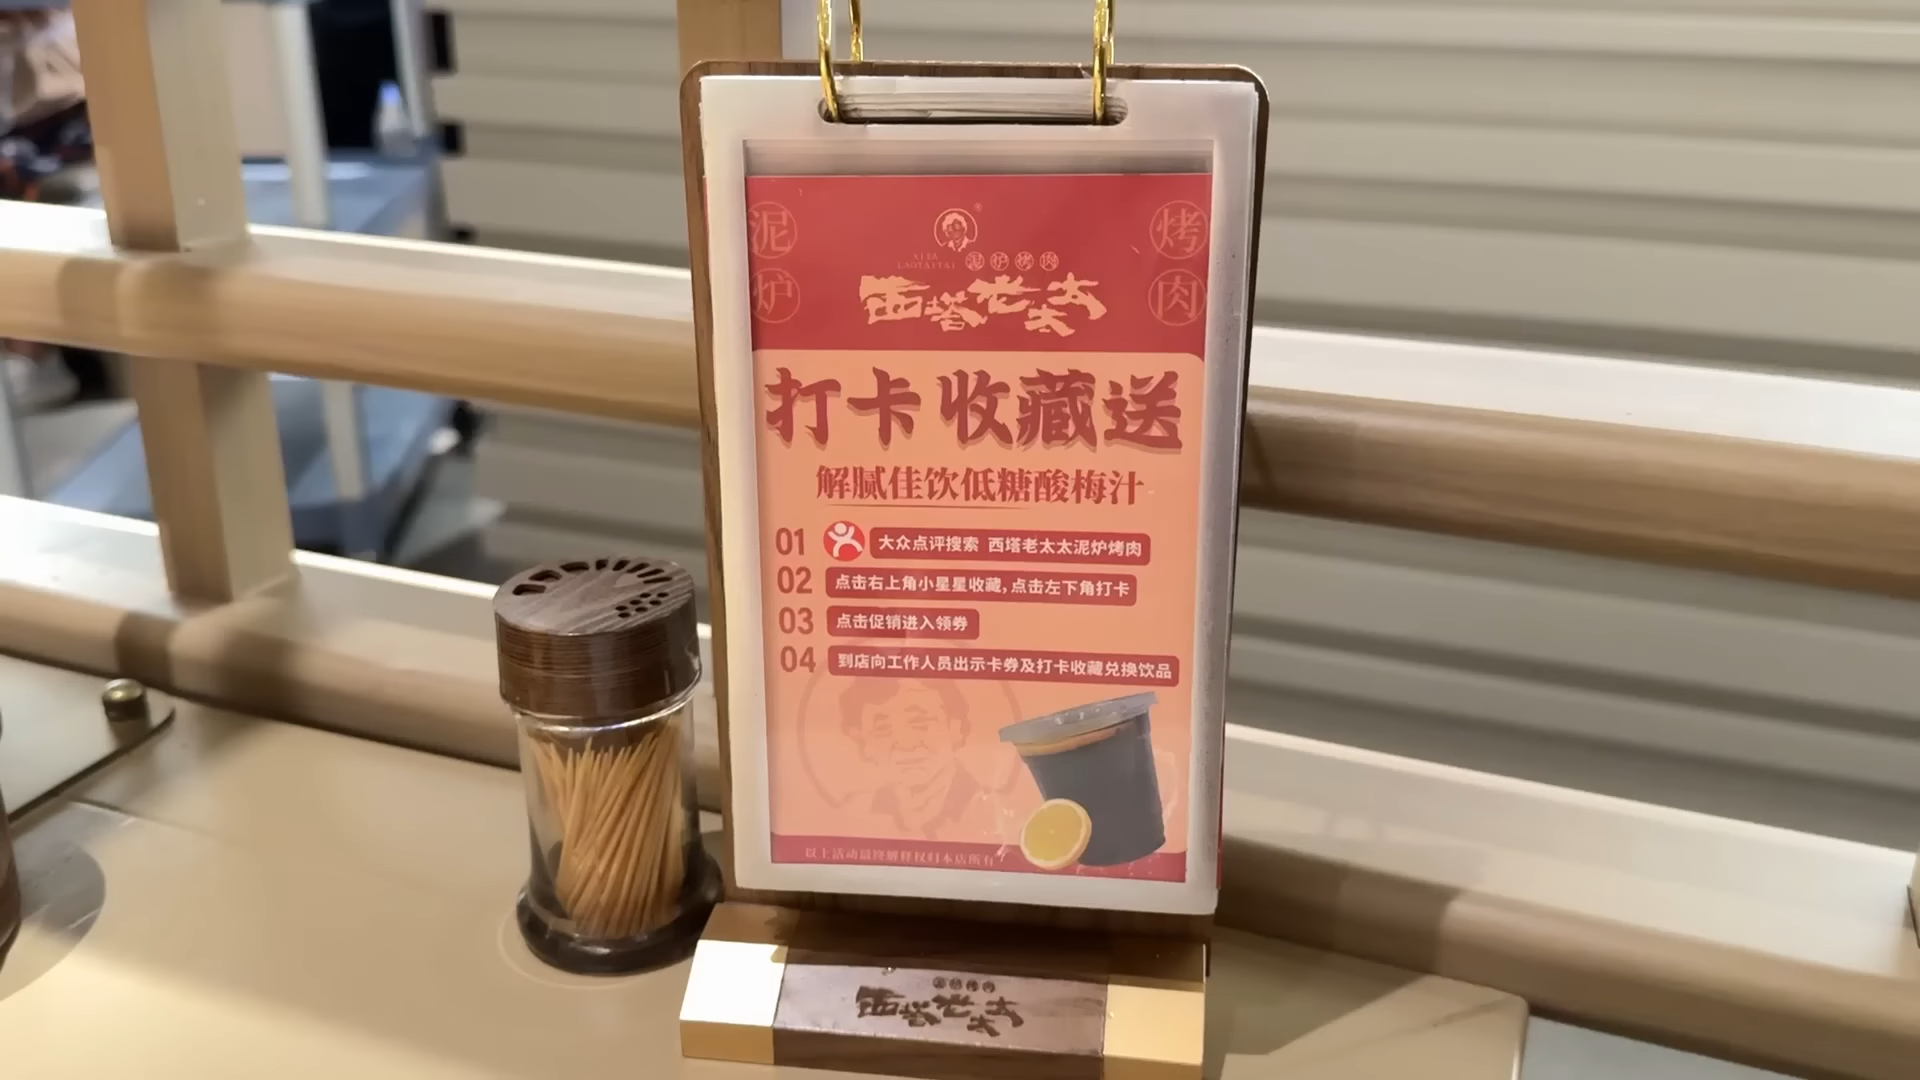 泥炉
烤肉
XITA
LAOTAITAI
泥炉烤肉
西塔老太太
打卡 收藏送
解腻佳饮低糖酸梅汁
01 大众点评搜索 西塔老太太泥炉烤肉
02 点击右上角小星星收藏,点击左下角打卡
03 点击促销进入领券
04 到店向工作人员出示卡券及打卡收藏兑换饮品
以上活动最终解释权归本店所有
泥炉烤肉
西塔老太太